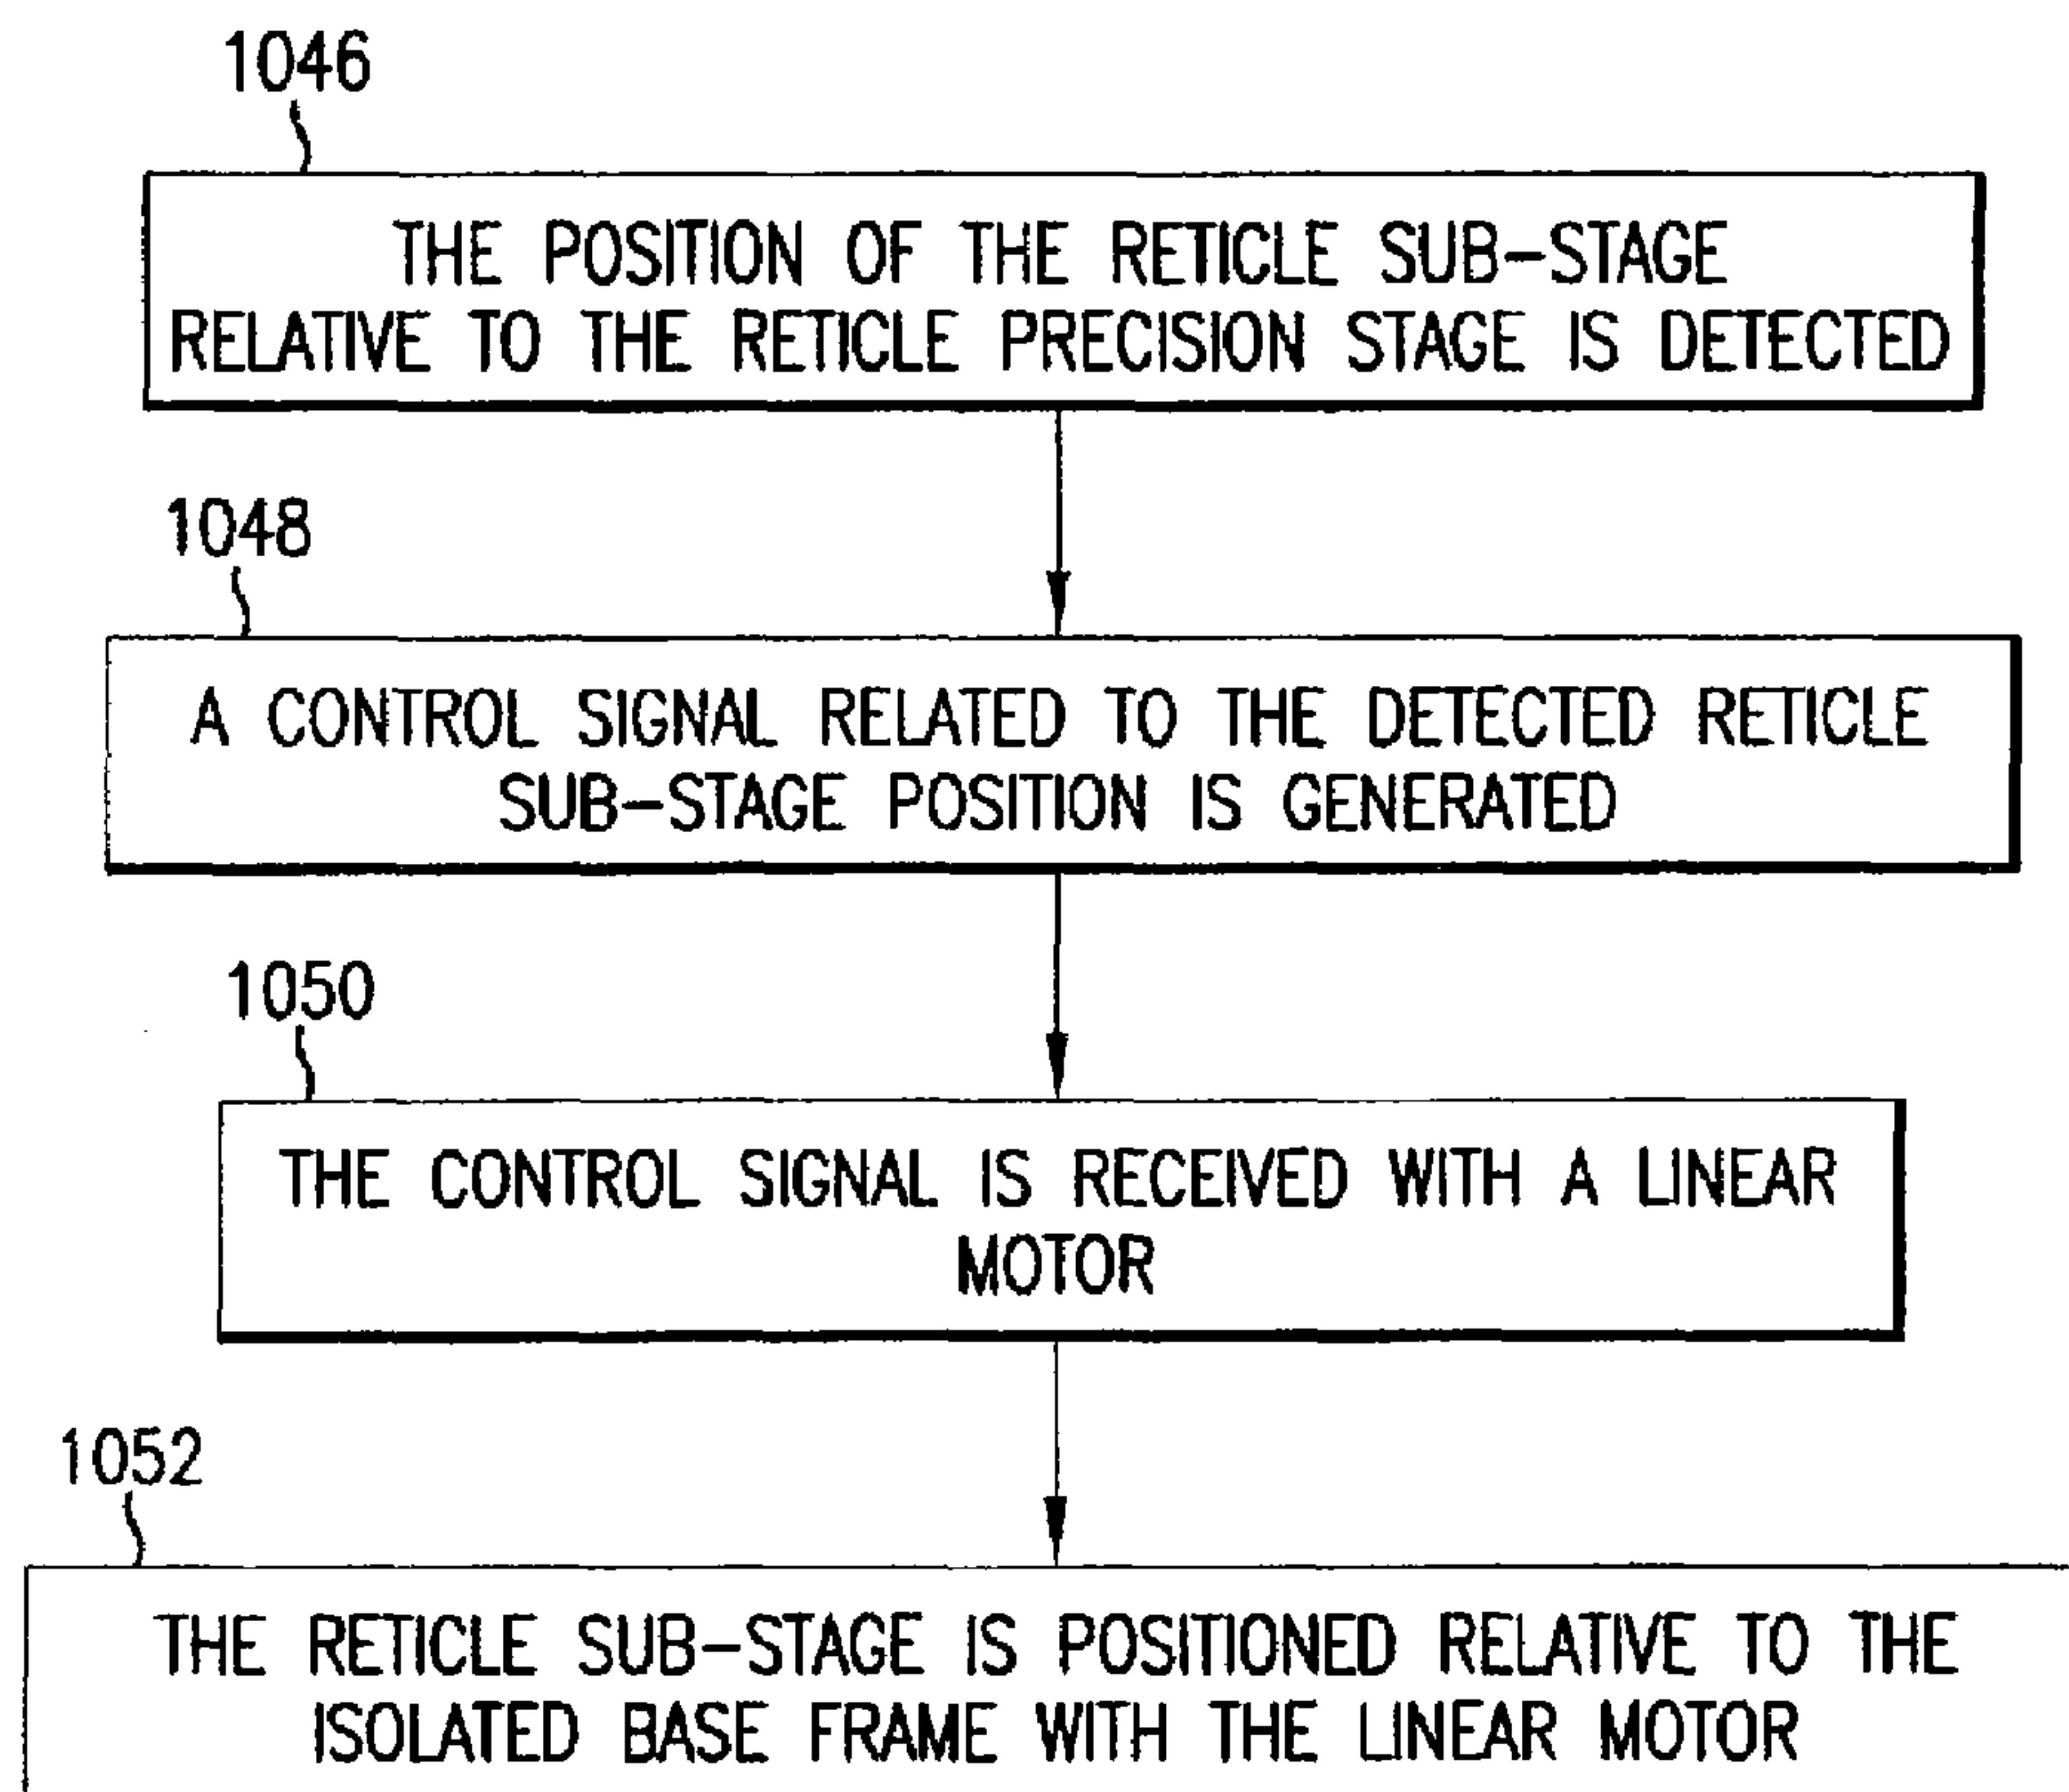 1046
THE POSITION OF THE RETICLE SUB-STAGE
RELATIVE TO THE RETICLE PRECISION STAGE IS DETECTED
1048
A CONTROL SIGNAL RELATED TO THE DETECTED RETICLE
SUB-STAGE POSITION IS GENERATED
1050
THE CONTROL SIGNAL IS RECEIVED WITH A LINEAR
MOTOR
1052
THE RETICLE SUB-STAGE IS POSITIONED RELATIVE TO THE
ISOLATED BASE FRAME WITH THE LINEAR MOTOR